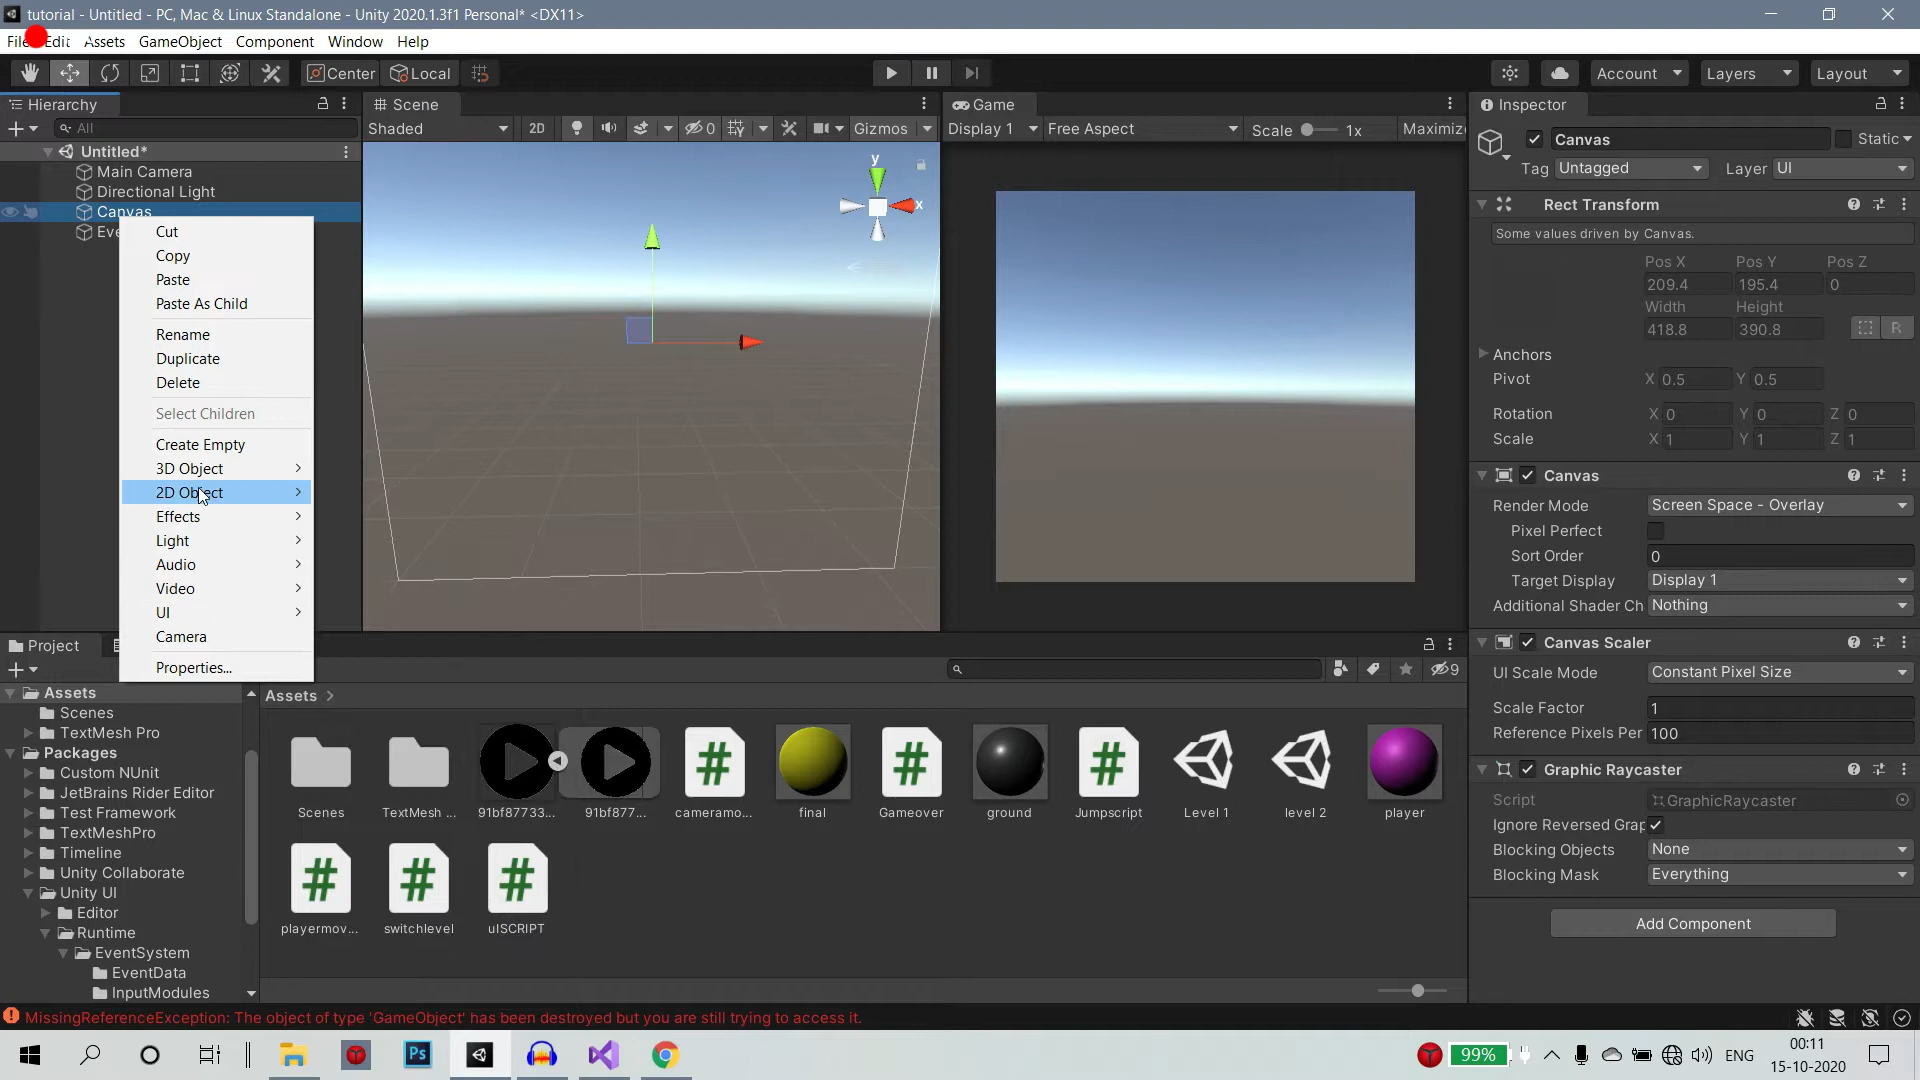 tutorial - Untitled - PC, Mac & Linux Standalone - Unity 2020.1.3f1 Personal* <DX11>
File Edit Assets GameObject Component Window Help
Center Local Account Layers Layout
Hierarchy
All
Untitled*
Main Camera
Directional Light
Canvas
Cut
Copy
Paste
Paste As Child
Rename
Duplicate
Delete
Select Children
Create Empty
3D Object
2D Object
Effects
Light
Audio
Video
UI
Camera
Properties...
Scene
Shaded 2D 0 Gizmos
y
x
Game
Display 1 Free Aspect Scale 1x Maximiz
Inspector
Canvas Static
Tag Untagged Layer UI
Rect Transform
Some values driven by Canvas.
Pos X Pos Y Pos Z
209.4 195.4 0
Width Height
418.8 390.8 R
Anchors
Pivot X 0.5 Y 0.5
Rotation X 0 Y 0 Z 0
Scale X 1 Y 1 Z 1
Canvas
Render Mode Screen Space - Overlay
Pixel Perfect
Sort Order 0
Target Display Display 1
Additional Shader Ch Nothing
Canvas Scaler
UI Scale Mode Constant Pixel Size
Scale Factor 1
Reference Pixels Per 100
Graphic Raycaster
Script GraphicRaycaster
Ignore Reversed Grap
Blocking Objects None
Blocking Mask Everything
Add Component
Project
9
Assets
Scenes
TextMesh Pro
Packages
Custom NUnit
JetBrains Rider Editor
Test Framework
TextMeshPro
Timeline
Unity Collaborate
Unity UI
Editor
Runtime
EventSystem
EventData
InputModules
Assets
Scenes TextMesh ... 91bf87733... 91bf877... cameramo... final Gameover ground Jumpscript Level 1 level 2 player
playermov... switchlevel uISCRIPT
MissingReferenceException: The object of type 'GameObject' has been destroyed but you are still trying to access it.
Ps
99% ENG 00:11
15-10-2020